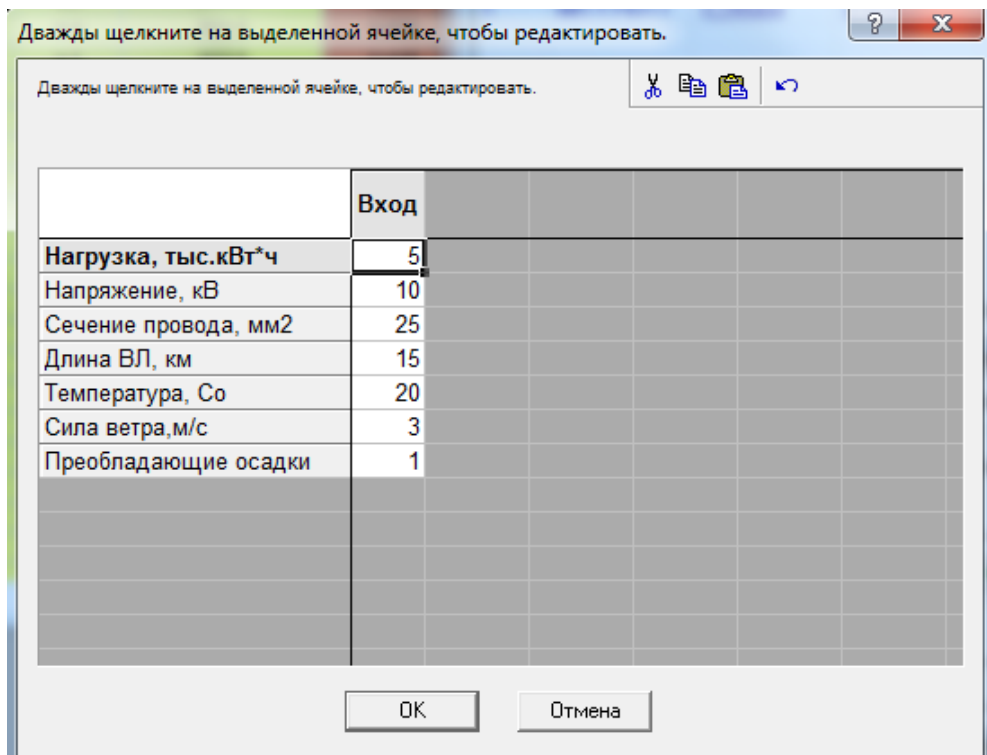 Дважды щелкните на выделенной ячейке, чтобы редактировать.
Дважды щелкните на выделенной ячейке, чтобы редактировать.
Вход
Нагрузка, тыс.кВт*ч 5
Напряжение, кВ 10
Сечение провода, мм2 25
Длина ВЛ, км 15
Температура, Со 20
Сила ветра,м/с 3
Преобладающие осадки 1
OK Отмена